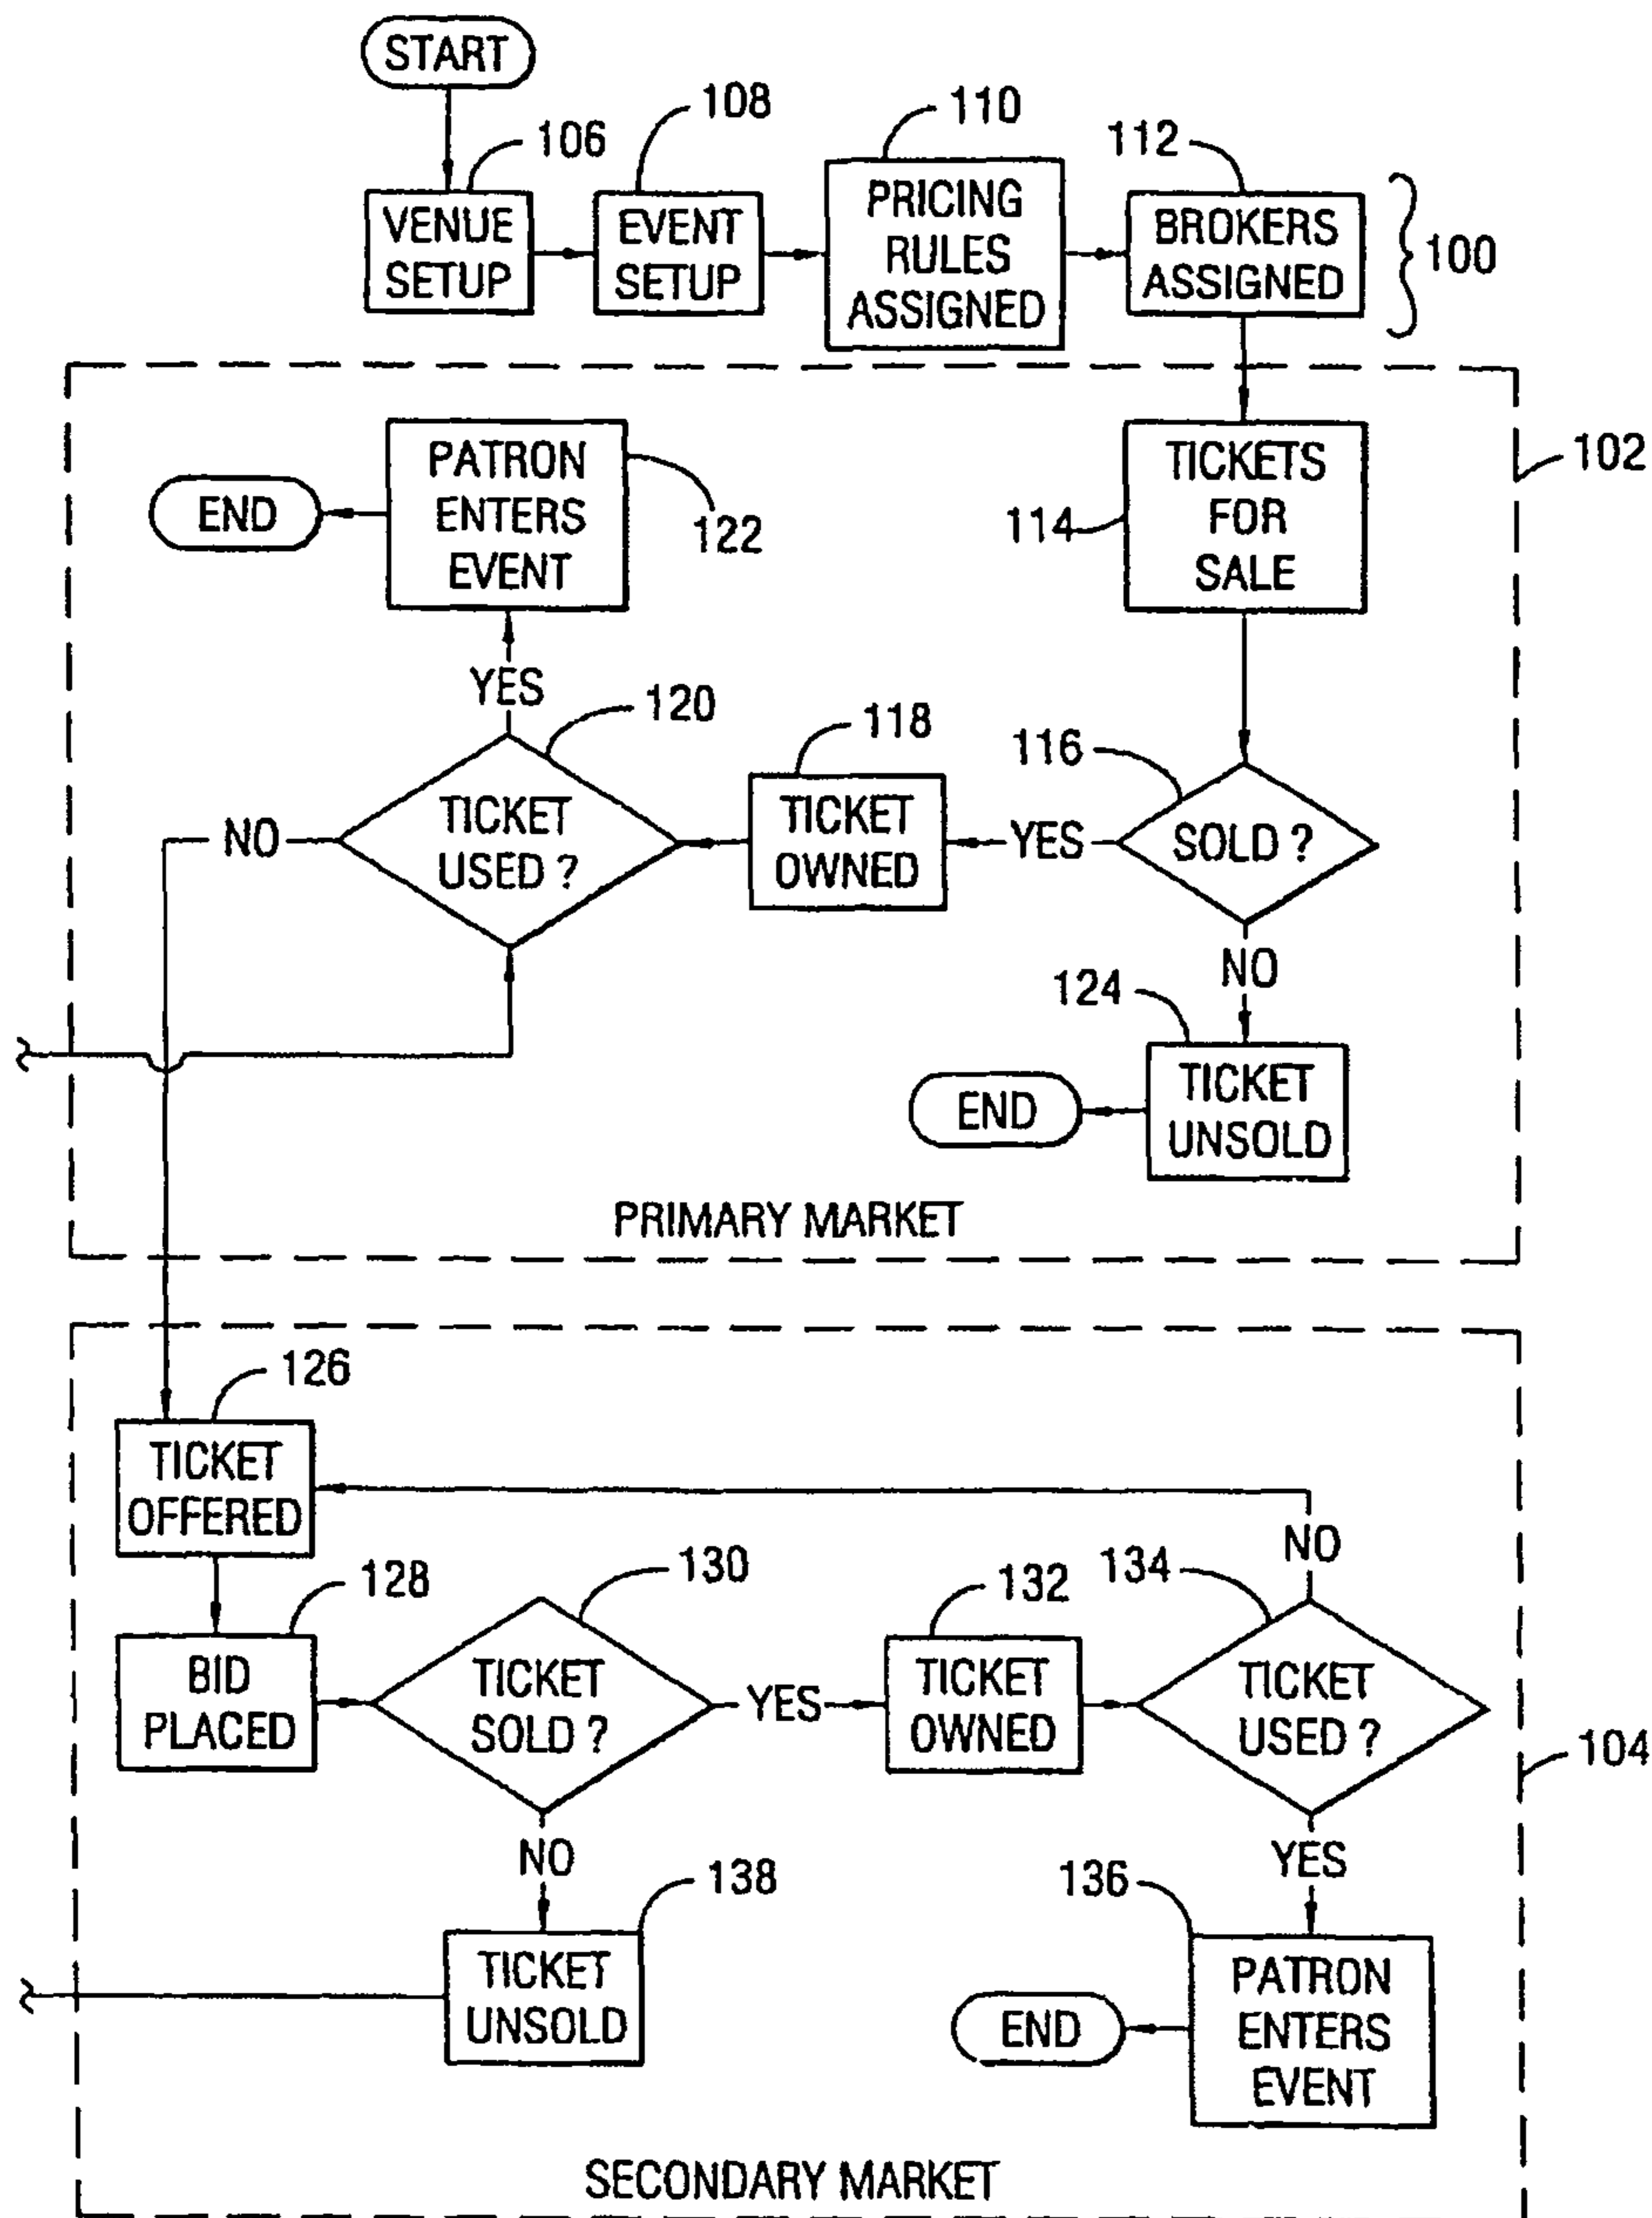 START
106
108
110
112
VENUE
SETUP
EVENT
SETUP
PRICING
RULES
ASSIGNED
BROKERS
ASSIGNED
100
102
PATRON
ENTERS
EVENT
122
END
TICKETS
FOR
SALE
114
YES
120
118
116
NO
TICKET
USED ?
TICKET
OWNED
YES
SOLD ?
NO
124
END
TICKET
UNSOLD
PRIMARY MARKET
126
TICKET
OFFERED
NO
128
130
132
134
BID
PLACED
TICKET
SOLD ?
YES
TICKET
OWNED
TICKET
USED ?
104
NO
YES
138
136
TICKET
UNSOLD
END
PATRON
ENTERS
EVENT
SECONDARY MARKET